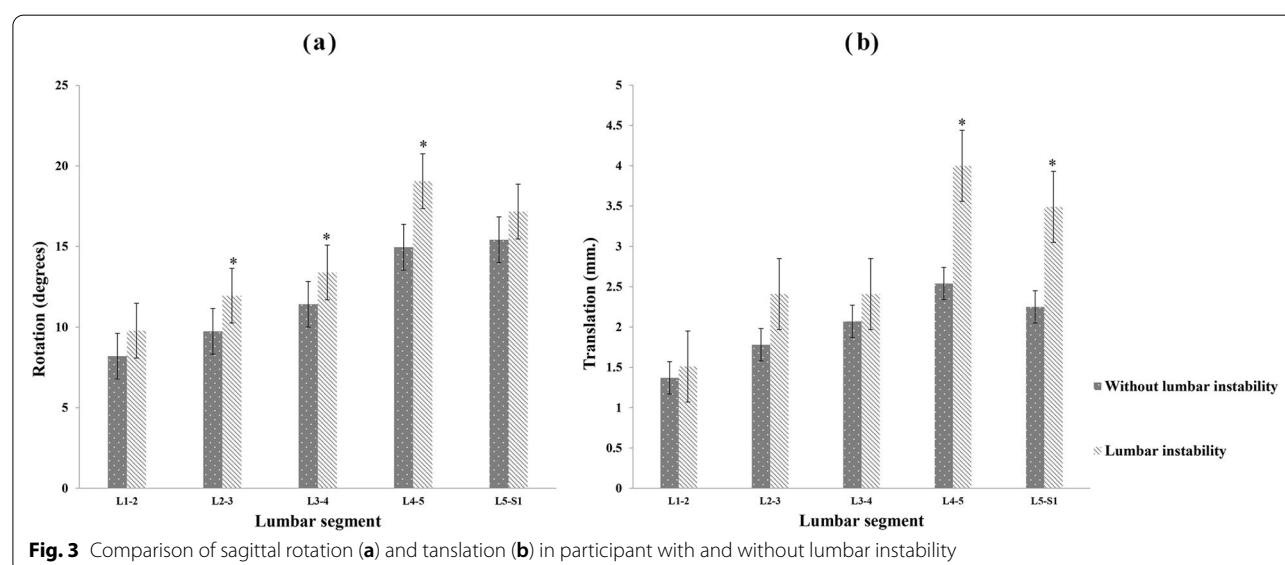 (a)
25
20
15
10
5
0
Rotation (degrees)
*
*
*
L1-2 L2-3 L3-4 L4-5 L5-S1
Lumbar segment
(b)
5
4.5
4
3.5
3
2.5
2
1.5
1
0.5
0
Translation (mm.)
*
*
L1-2 L2-3 L3-4 L4-5 L5-S1
Lumbar segment
Without lumbar instability
Lumbar instability
Fig. 3 Comparison of sagittal rotation (a) and tanslation (b) in participant with and without lumbar instability